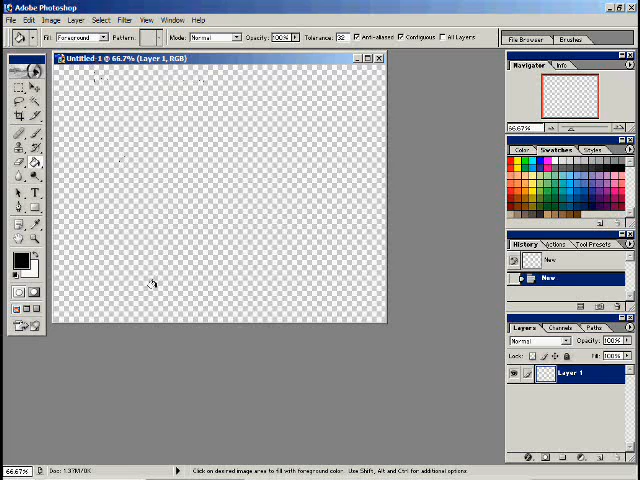 Adobe Photoshop
File Edit Image Layer Select Filter View Window Help
Fill: Foreground Pattern: Mode: Normal Opacity: 100% Tolerance: 32 Anti-aliased Contiguous All Layers
File Browser Brushes
Untitled-1 @ 66.7% (Layer 1, RGB)
Navigator Info
66.67%
Color Swatches Styles
History Actions Tool Presets
New
New
Layers Channels Paths
Normal Opacity: 100%
Lock: Fill: 100%
Layer 1
66.67% Doc: 1.37M/0K Click on desired image area to fill with foreground color. Use Shift, Alt and Ctrl for additional options